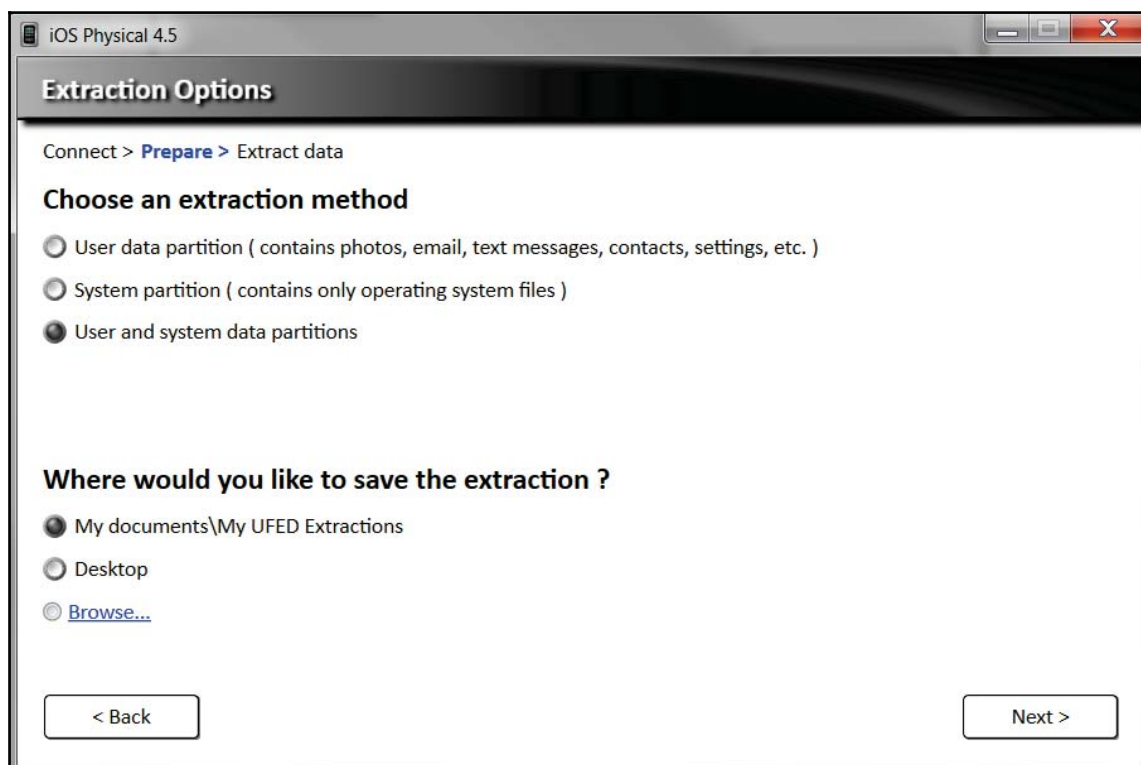 iOS Physical 4.5
X
Extraction Options
Connect > Prepare > Extract data
Choose an extraction method
User data partition ( contains photos, email, text messages, contacts, settings, etc. )
System partition ( contains only operating system files )
User and system data partitions
Where would you like to save the extraction ?
My documents\My UFED Extractions
Desktop
Browse...
< Back
Next >